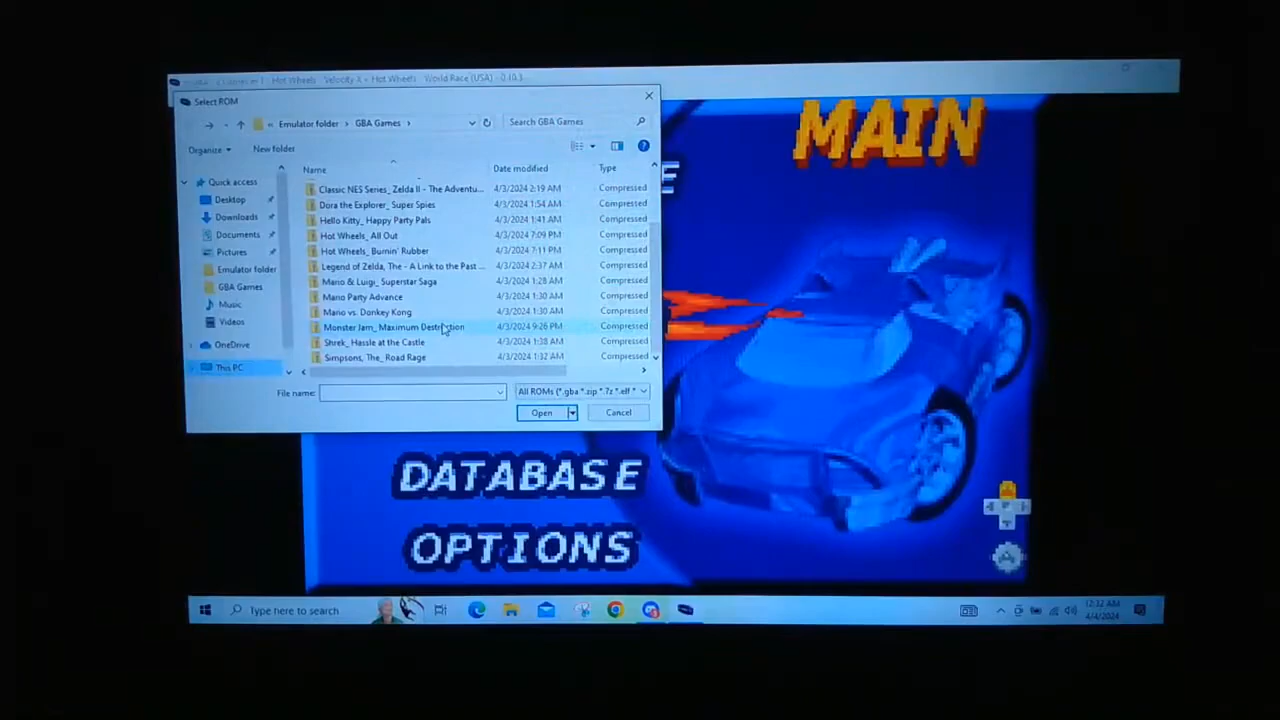 Hot Wheels - Velocity X + Hot Wheels - World Race (USA) - 0.10.3
Select ROM
Emulator folder > GBA Games >
Search GBA Games
Organize
New folder
Name Date modified Type
Quick access
Desktop
Downloads
Documents
Pictures
Emulator folder
GBA Games
Music
Videos
OneDrive
This PC
Classic NES Series_ Zelda II - The Adventu... 4/3/2024 2:19 AM Compressed
Dora the Explorer_ Super Spies 4/3/2024 1:54 AM Compressed
Hello Kitty_ Happy Party Pals 4/3/2024 1:41 AM Compressed
Hot Wheels_ All Out 4/3/2024 7:09 PM Compressed
Hot Wheels_ Burnin' Rubber 4/3/2024 7:11 PM Compressed
Legend of Zelda, The - A Link to the Past ... 4/3/2024 2:37 AM Compressed
Mario & Luigi_ Superstar Saga 4/3/2024 1:28 AM Compressed
Mario Party Advance 4/3/2024 1:30 AM Compressed
Mario vs. Donkey Kong 4/3/2024 1:30 AM Compressed
Monster Jam_ Maximum Destruction 4/3/2024 9:26 PM Compressed
Shrek_ Hassle at the Castle 4/3/2024 1:38 AM Compressed
Simpsons, The_ Road Rage 4/3/2024 1:32 AM Compressed
File name:
All ROMs (*.gba *.zip *.7z *.elf *
Open
Cancel
MAIN
E
DATABASE
OPTIONS
Type here to search
12:32 AM
4/4/2024